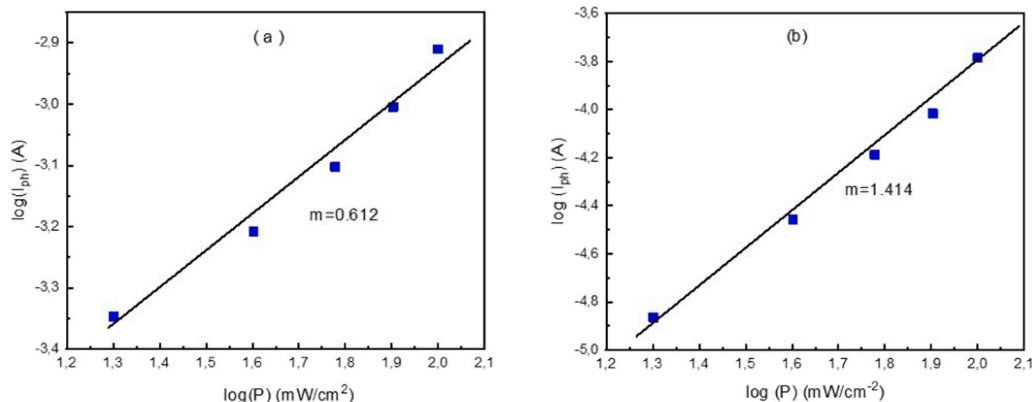 ( a )
-2,9
-3,0
-3,1
-3,2
-3,3
-3,4
log(Iph) (A)
m=0.612
1,2 1,3 1,4 1,5 1,6 1,7 1,8 1,9 2,0 2,1
log(P) (mW/cm2)
(b)
-3,8
-4,0
-4,2
-4,4
-4,6
-4,8
-5,0
log (Iph) (A)
m=1.414
1,2 1,3 1,4 1,5 1,6 1,7 1,8 1,9 2,0 2,1
log (P) (mW/cm-2)